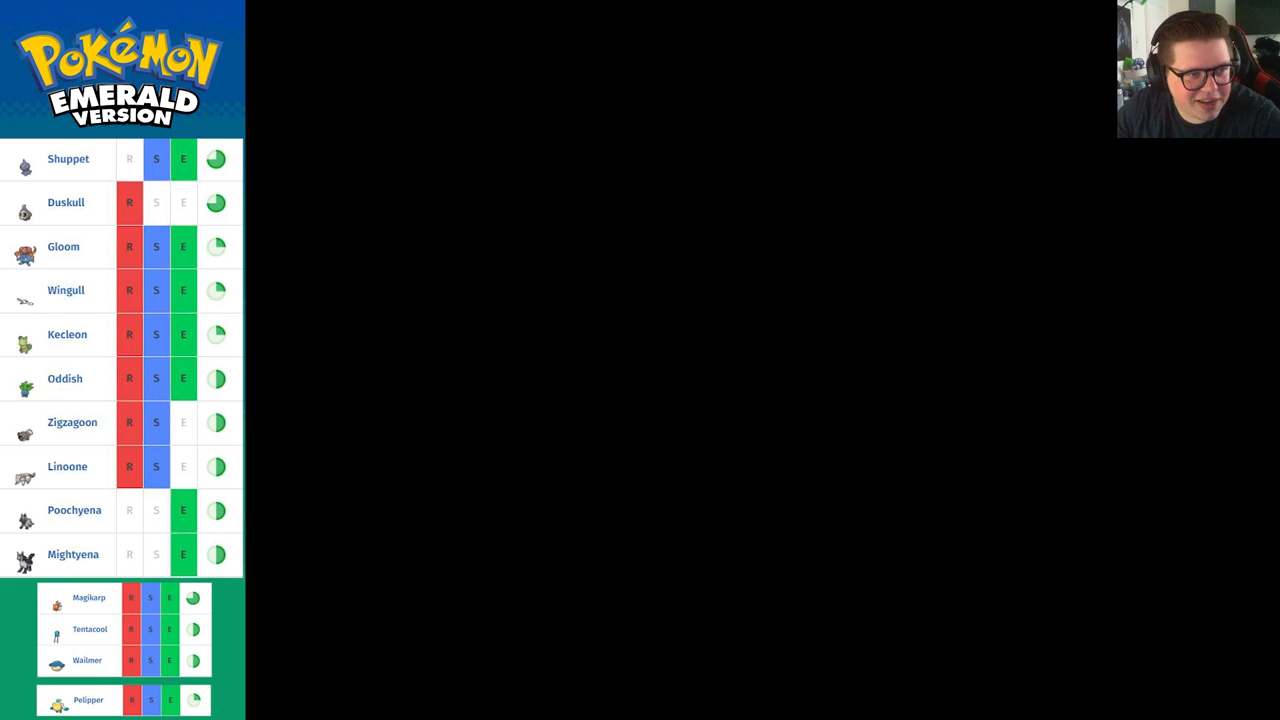 POKéMON
EMERALD
VERSION
Shuppet R S E
Duskull R S E
Gloom R S E
Wingull R S E
Kecleon R S E
Oddish R S E
Zigzagoon R S E
Linoone R S E
Poochyena R S E
Mightyena R S E
Magikarp R S E
Tentacool R S E
Wailmer R S E
Pelipper R S E